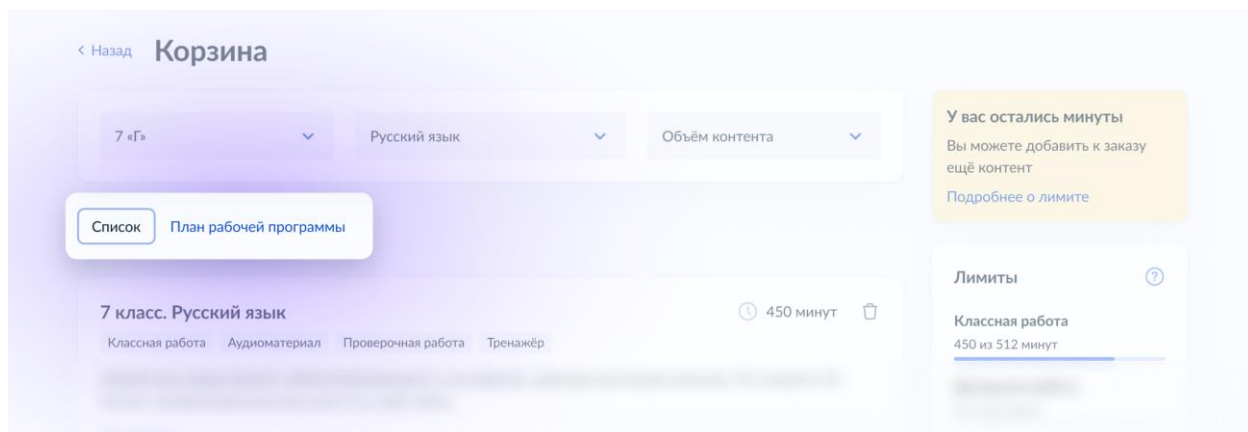 Назад Корзина
7 «Г» Русский язык Объём контента
Список План рабочей программы
7 класс. Русский язык 450 минут
Классная работа Аудиоматериал Проверочная работа Тренажёр
У вас остались минуты
Вы можете добавить к заказу
ещё контент
Подробнее о лимите
Лимиты ?
Классная работа
450 из 512 минут